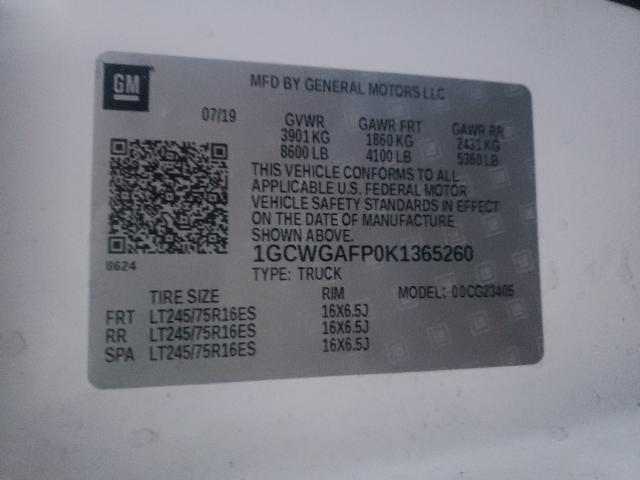 GM
MFD BY GENERAL MOTORS LLC
07/19 GVWR GAWR FRT GAWR RR
3901 KG 1860 KG 2431 KG
8600 LB 4100 LB 5360 LB
THIS VEHICLE CONFORMS TO ALL
APPLICABLE U.S. FEDERAL MOTOR
VEHICLE SAFETY STANDARDS IN EFFECT
ON THE DATE OF MANUFACTURE
SHOWN ABOVE.
8624
1GCWGAFP0K1365260
TYPE: TRUCK
TIRE SIZE RIM MODEL: 00CG23405
FRT LT245/75R16ES 16X6.5J
RR LT245/75R16ES 16X6.5J
SPA LT245/75R16ES 16X6.5J